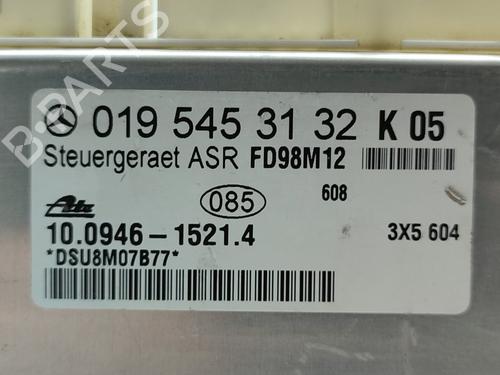 B-PARTS
019 545 31 32 K 05
Steuergeraet ASR FD98M12
608
Ate 085
10.0946-1521.4 3X5 604
*DSU8M07B77*